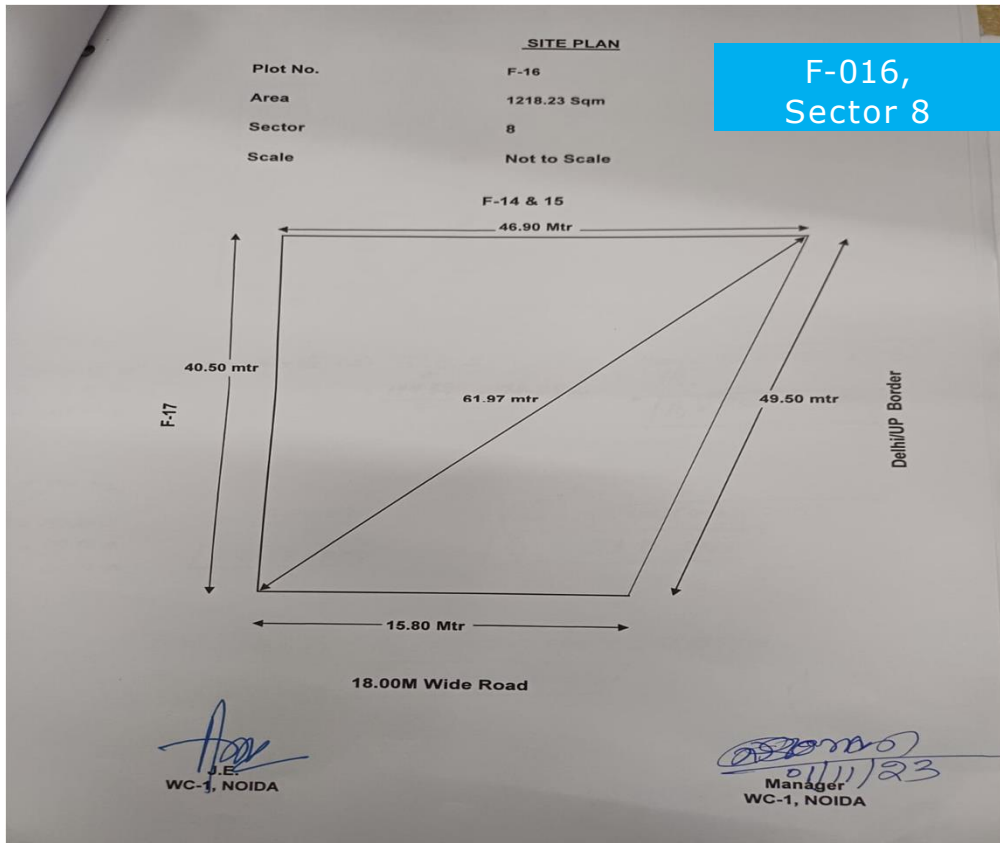 SITE PLAN
F-016,
Sector 8
Plot No. F-16
Area 1218.23 Sqm
Sector 8
Scale Not to Scale
F-14 & 15
46.90 Mtr
40.50 mtr
F-17
61.97 mtr
49.50 mtr
Delhi/UP Border
15.80 Mtr
18.00M Wide Road
01/11/23
J.E.
WC-1, NOIDA
Manager
WC-1, NOIDA